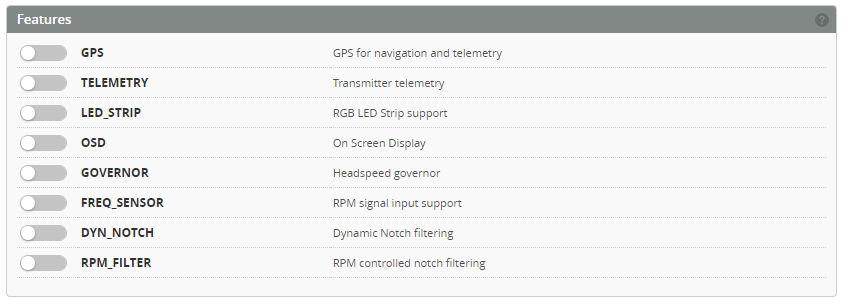 Features
GPS GPS for navigation and telemetry
TELEMETRY Transmitter telemetry
LED_STRIP RGB LED Strip support
OSD On Screen Display
GOVERNOR Headspeed governor
FREQ_SENSOR RPM signal input support
DYN_NOTCH Dynamic Notch filtering
RPM_FILTER RPM controlled notch filtering